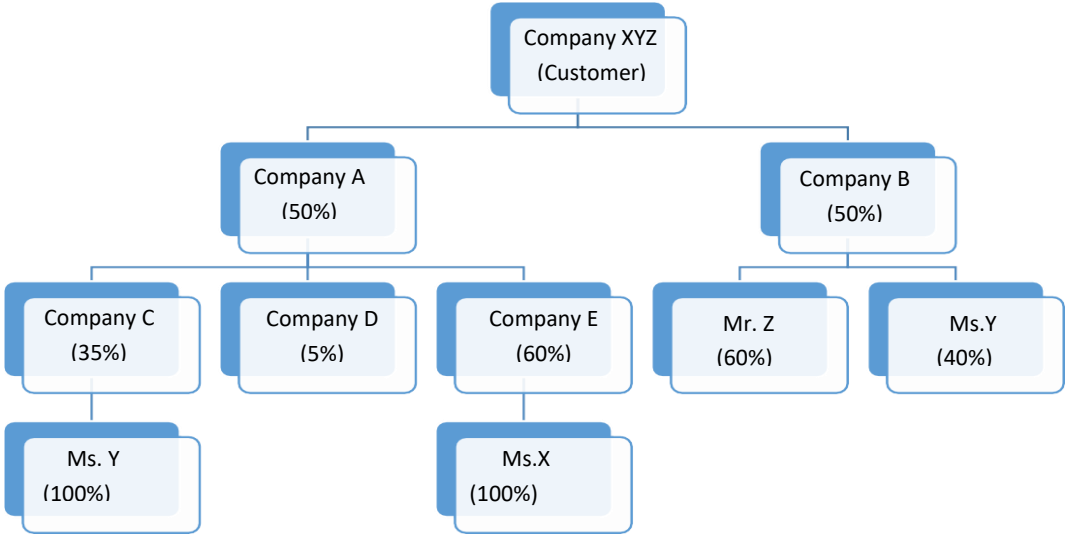 Company XYZ
(Customer)
Company A
(50%)
Company B
(50%)
Company C
(35%)
Company D
(5%)
Company E
(60%)
Mr. Z
(60%)
Ms.Y
(40%)
Ms. Y
(100%)
Ms.X
(100%)